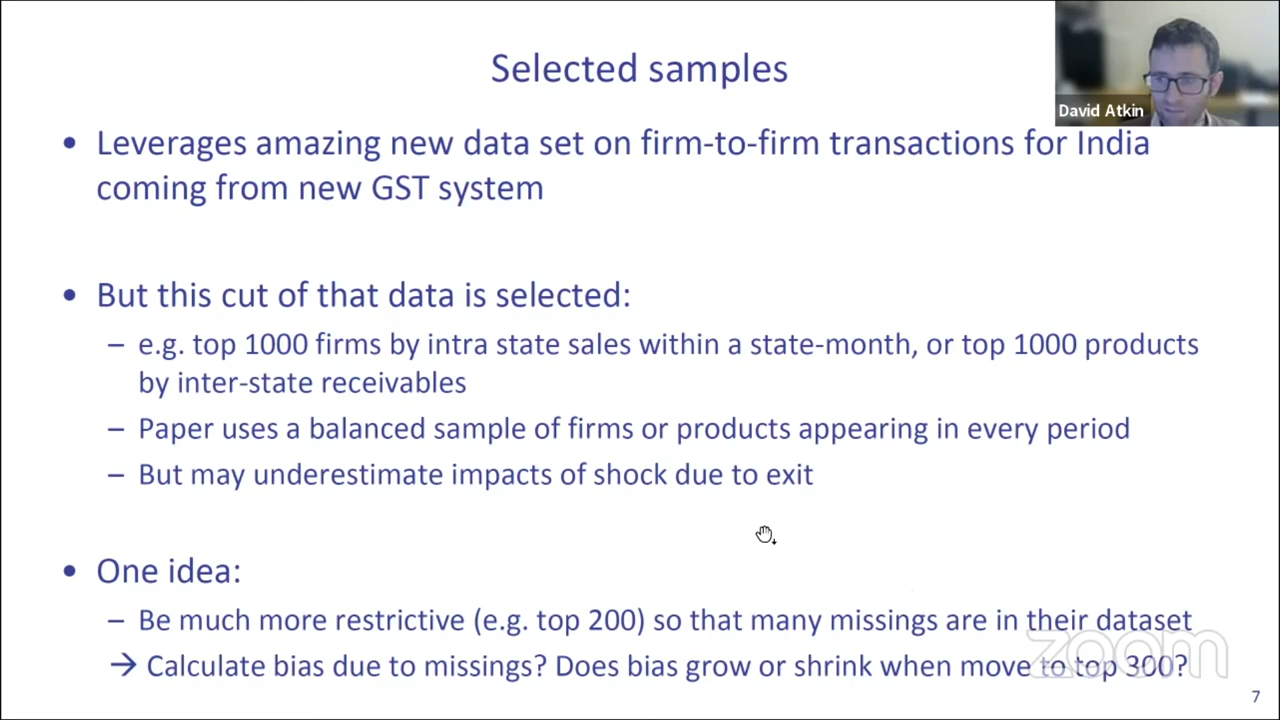 Selected samples
David Atkin
• Leverages amazing new data set on firm-to-firm transactions for India
coming from new GST system
• But this cut of that data is selected:
– e.g. top 1000 firms by intra state sales within a state-month, or top 1000 products
by inter-state receivables
– Paper uses a balanced sample of firms or products appearing in every period
– But may underestimate impacts of shock due to exit
• One idea:
– Be much more restrictive (e.g. top 200) so that many missings are in their dataset
→ Calculate bias due to missings? Does bias grow or shrink when move to top 300?
zoom
7